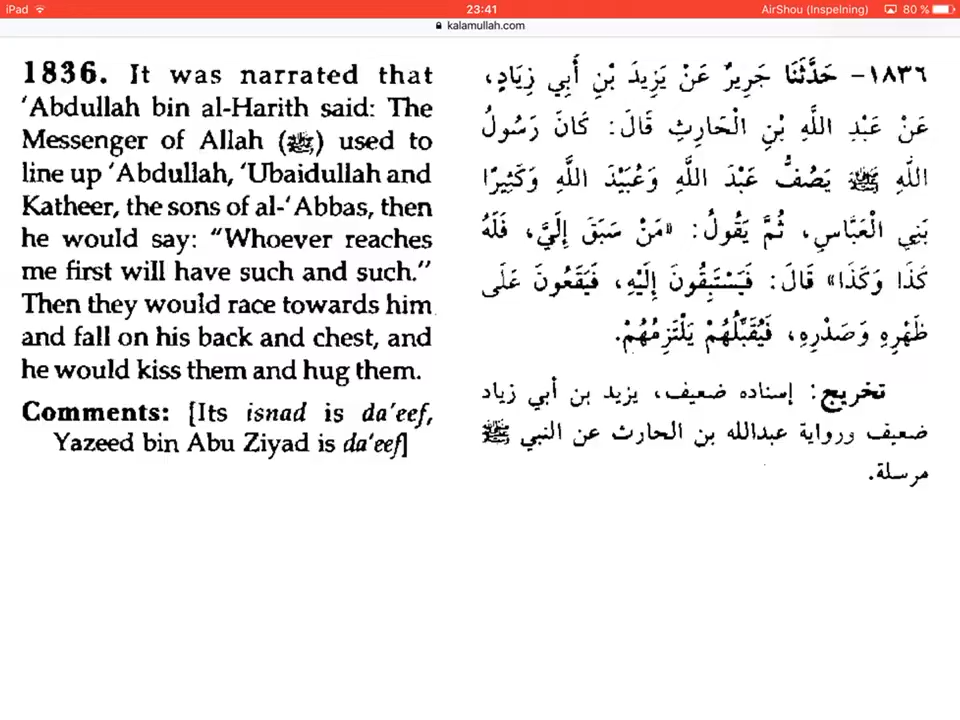 iPad 23:41 AirShou (Inspelning) 80 %
kalamullah.com
1836. It was narrated that
'Abdullah bin al-Harith said: The
Messenger of Allah (ﷺ) used to
line up 'Abdullah, 'Ubaidullah and
Katheer, the sons of al-'Abbas, then
he would say: "Whoever reaches
me first will have such and such."
Then they would race towards him
and fall on his back and chest, and
he would kiss them and hug them.
Comments: [Its isnad is da'eef,
Yazeed bin Abu Ziyad is da'eef]
١٨٣٦- حَدَّثَنَا جَرِيرٌ عَنْ يَزِيدَ بْنِ أَبِي زِيَادٍ،
عَنْ عَبْدِ اللَّهِ بْنِ الْحَارِثِ قَالَ: كَانَ رَسُولُ
اللَّهِ ﷺ يَصُفُّ عَبْدَ اللَّهِ وَعُبَيْدَ اللَّهِ وَكَثِيرًا
بَنِي الْعَبَّاسِ، ثُمَّ يَقُولُ: «مَنْ سَبَقَ إِلَيَّ، فَلَهُ
كَذَا وَكَذَا» قَالَ: فَيَسْتَبِقُونَ إِلَيْهِ، فَيَقَعُونَ عَلَى
ظَهْرِهِ وَصَدْرِهِ، فَيُقَبِّلُهُمْ يَلْتَزِمُهُمْ.
تخريج: إسناده ضعيف، يزيد بن أبي زياد
ضعيف ورواية عبدالله بن الحارث عن النبي ﷺ
مرسلة.